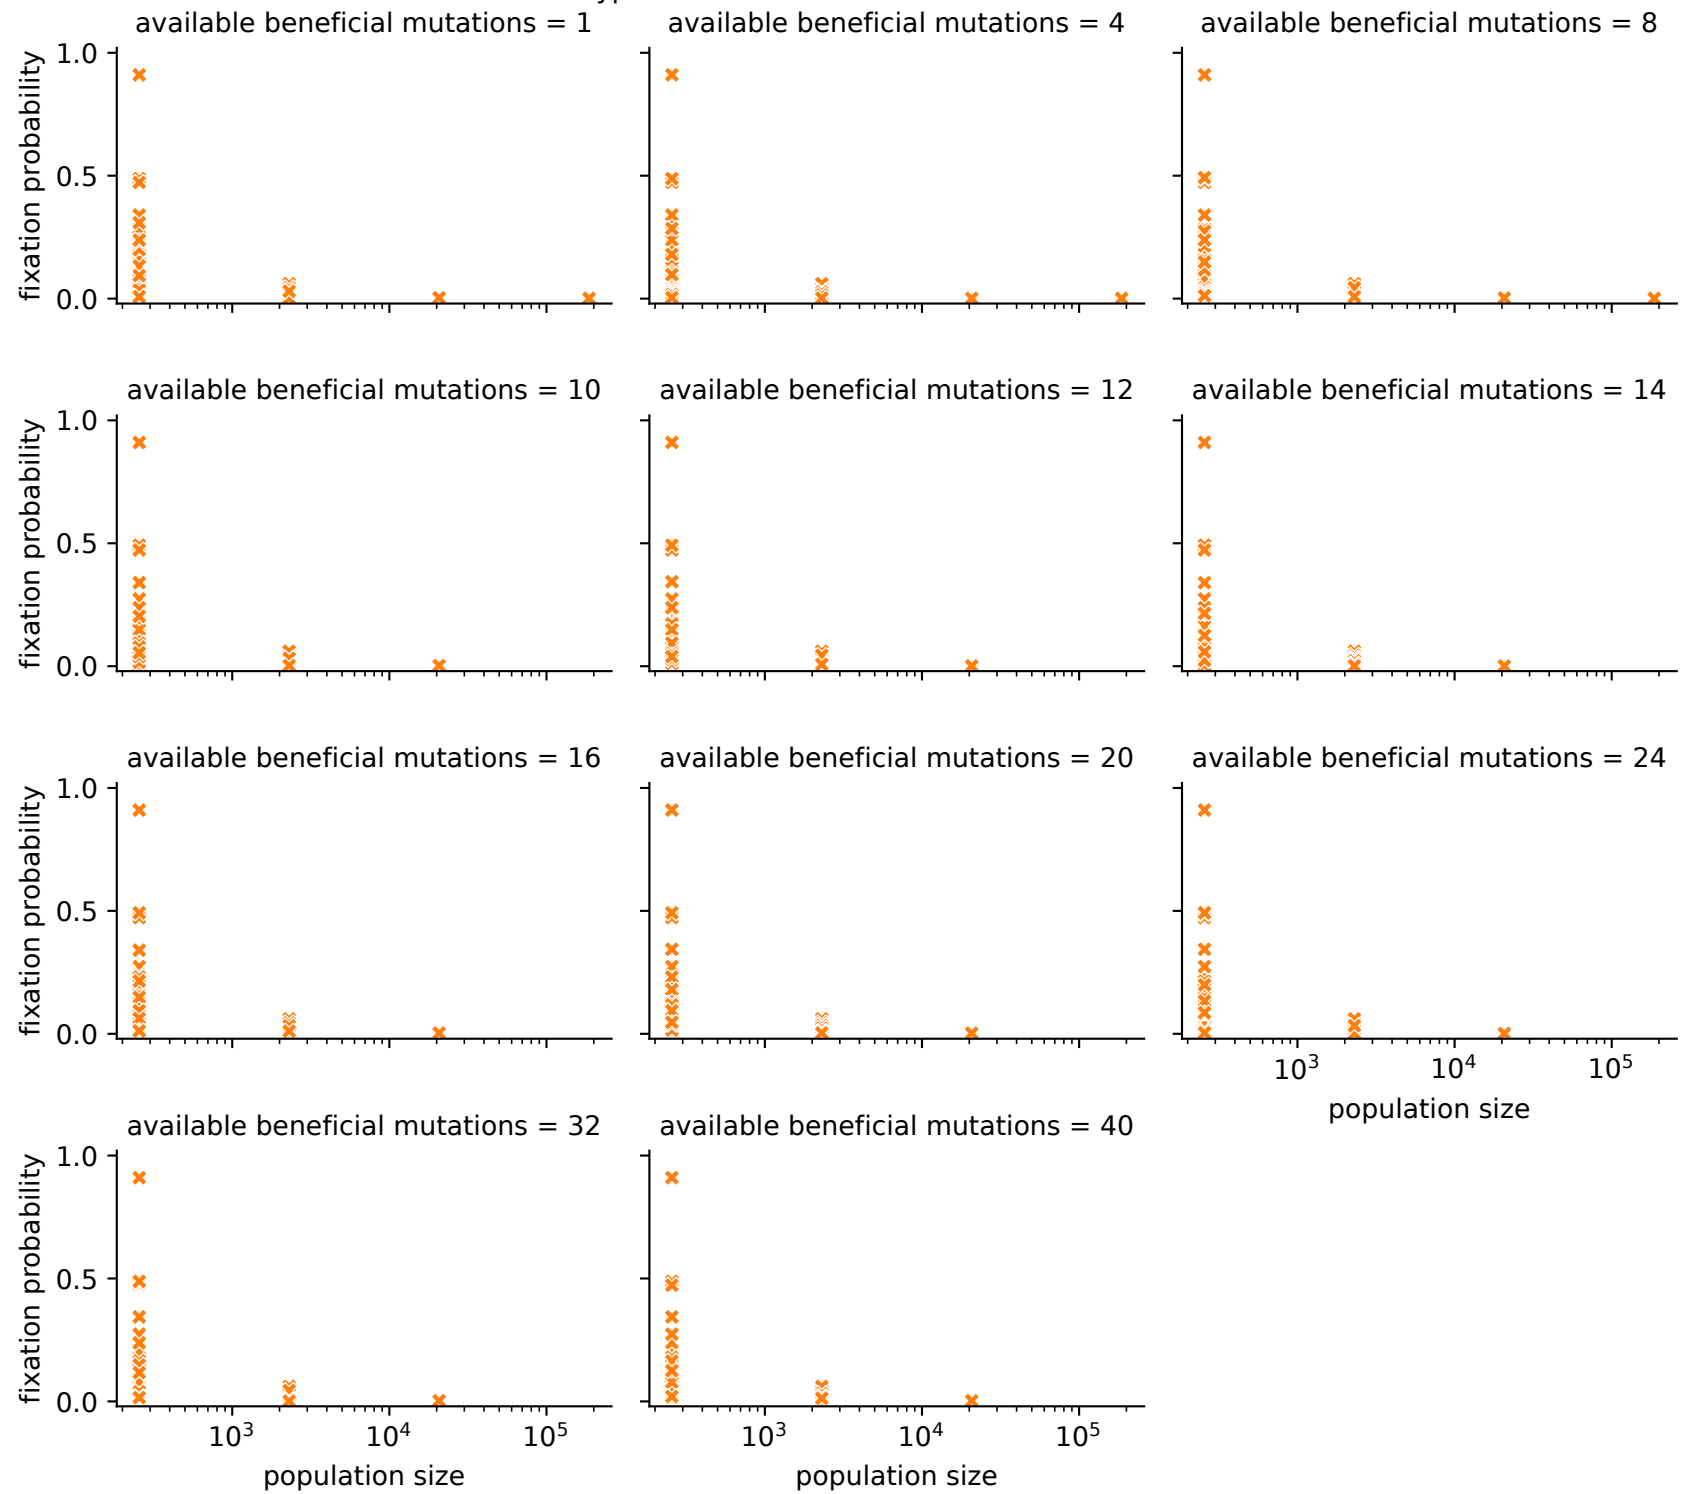 available beneficial mutations = 1
available beneficial mutations = 4
available beneficial mutations = 8
fixation probability
1.0
0.5
0.0
available beneficial mutations = 10
available beneficial mutations = 12
available beneficial mutations = 14
fixation probability
1.0
0.5
0.0
available beneficial mutations = 16
available beneficial mutations = 20
available beneficial mutations = 24
fixation probability
1.0
0.5
0.0
10³ 10⁴ 10⁵
population size
available beneficial mutations = 32
available beneficial mutations = 40
fixation probability
1.0
0.5
0.0
10³ 10⁴ 10⁵
10³ 10⁴ 10⁵
population size
population size